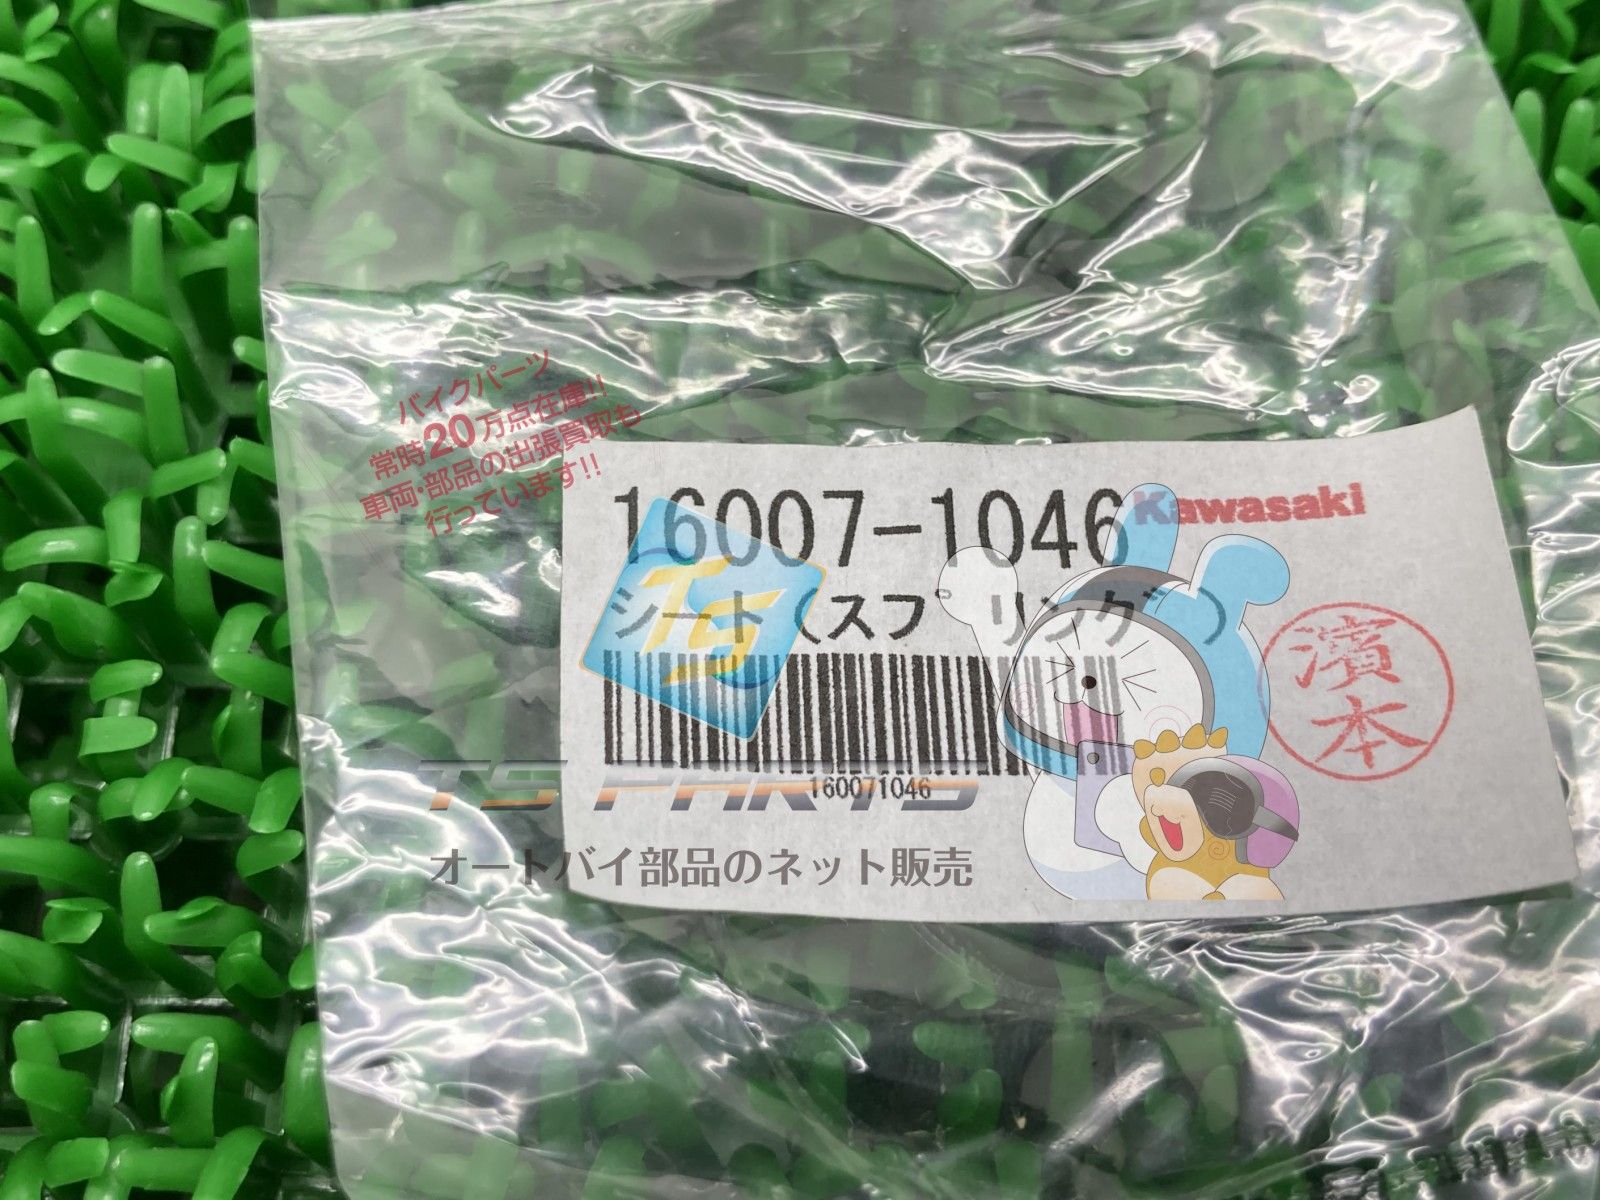 バイクパーツ
常時20万点在庫!!
車両・部品の出張買取も
行っています!!
16007-1046
Kawasaki
シート(スプリング)
TS
濱本
160071046
TS PARTS
オートバイ部品のネット販売